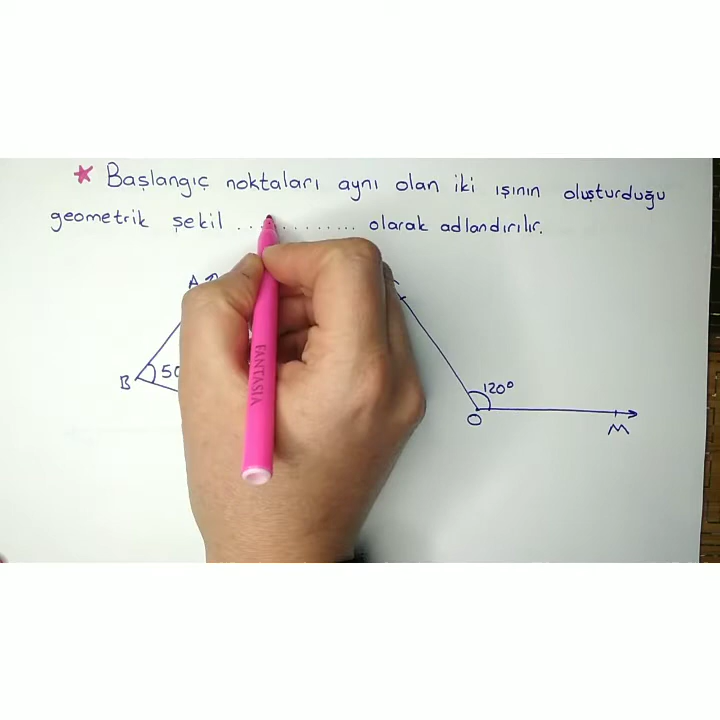 * Başlangıç noktaları aynı olan iki ışının oluşturduğu
geometrik şekil ............. olarak adlandırılır.
A
B 50
120°
O
M
FANTASIA